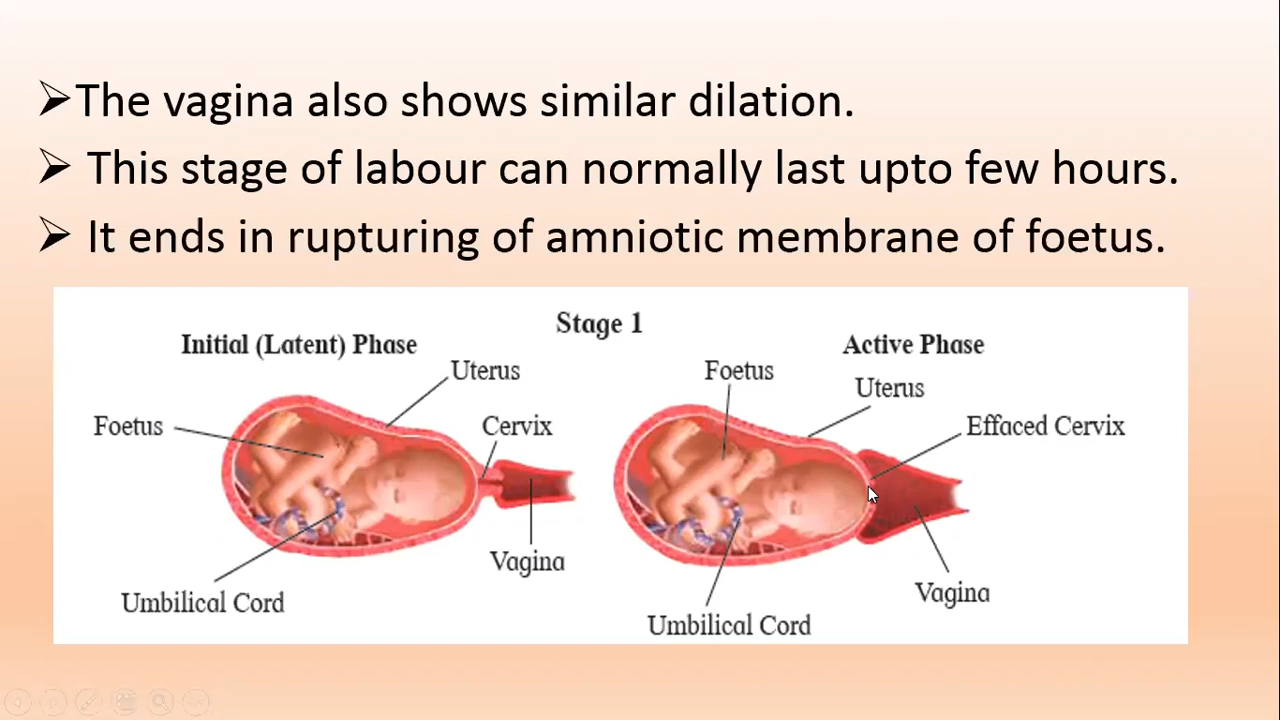 ➢The vagina also shows similar dilation.
➢ This stage of labour can normally last upto few hours.
➢ It ends in rupturing of amniotic membrane of foetus.
Stage 1
Initial (Latent) Phase
Uterus
Foetus
Cervix
Vagina
Umbilical Cord
Active Phase
Foetus
Uterus
Effaced Cervix
Vagina
Umbilical Cord